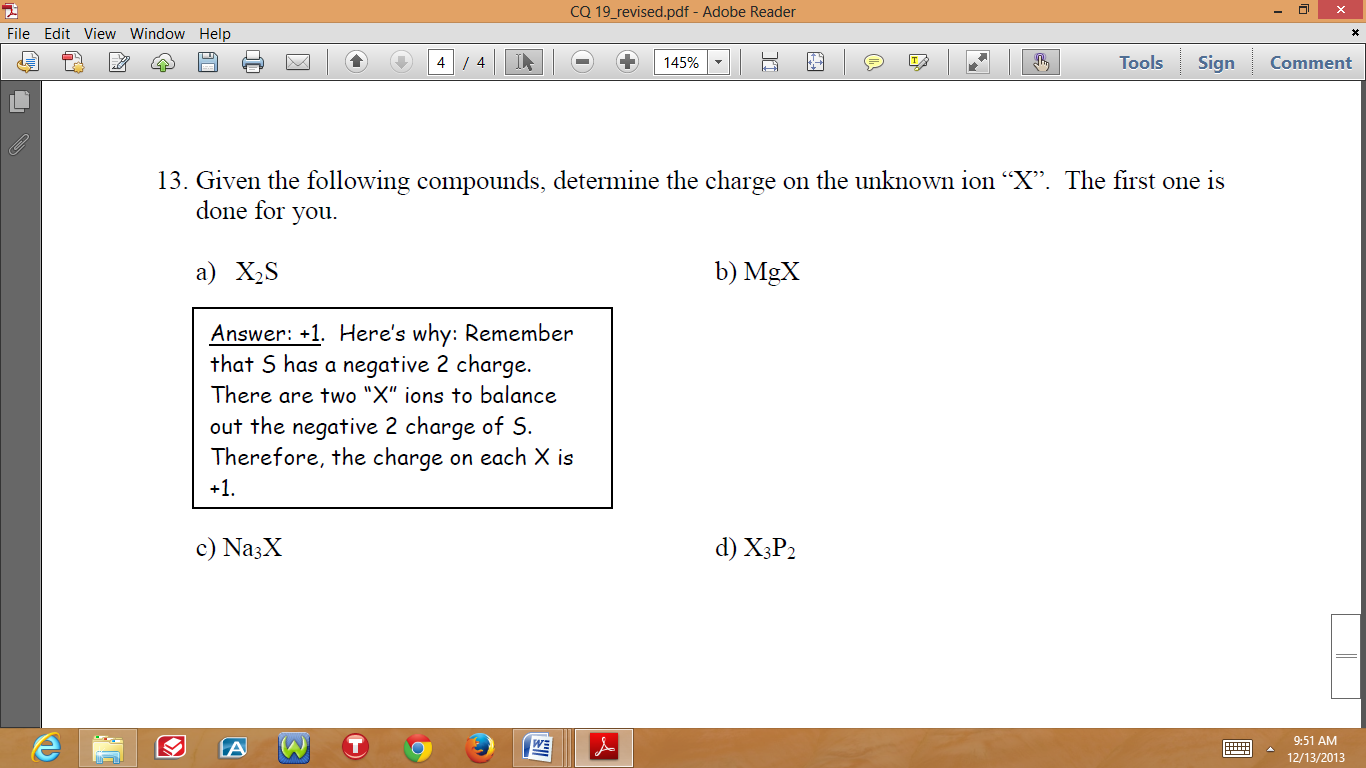 CQ 19_revised.pdf - Adobe Reader
File Edit View Window Help
4 / 4 145% Tools Sign Comment
13. Given the following compounds, determine the charge on the unknown ion “X”. The first one is
done for you.
a) X₂S b) MgX
Answer: +1. Here’s why: Remember
that S has a negative 2 charge.
There are two “X” ions to balance
out the negative 2 charge of S.
Therefore, the charge on each X is
+1.
c) Na₃X d) X₃P₂
9:51 AM
12/13/2013